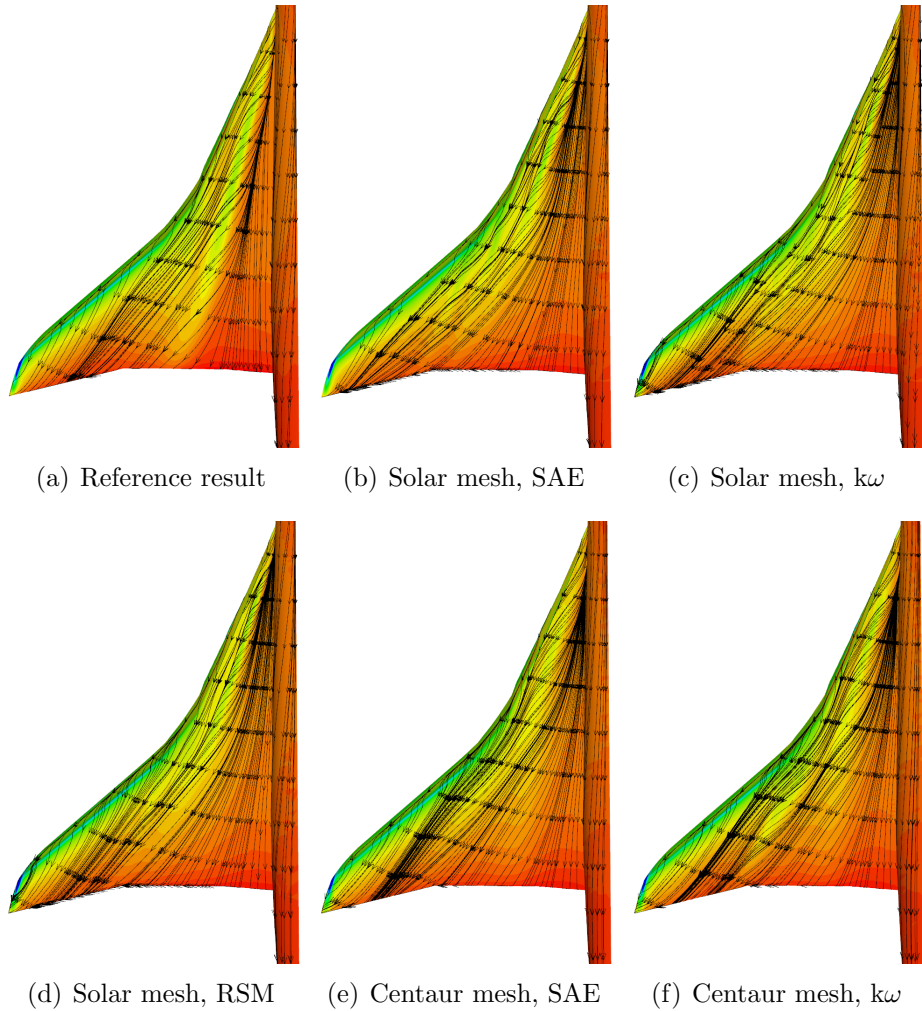 (a) Reference result
(b) Solar mesh, SAE
(c) Solar mesh, kω
(d) Solar mesh, RSM
(e) Centaur mesh, SAE
(f) Centaur mesh, kω